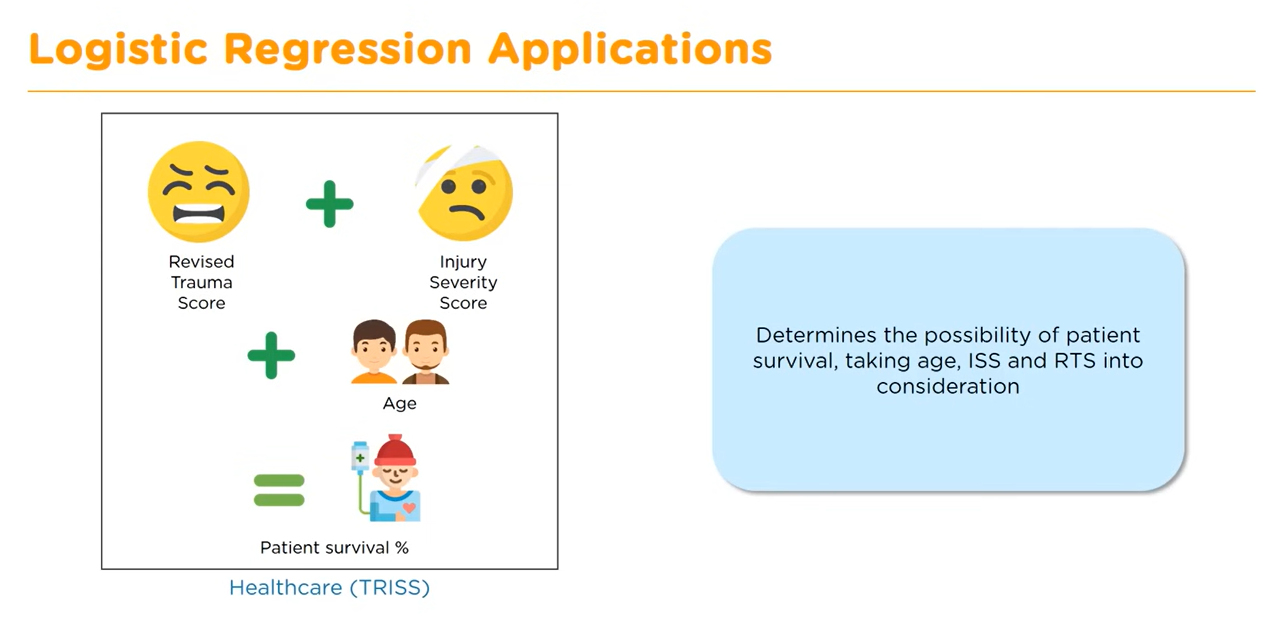 Logistic Regression Applications
Revised
Trauma
Score
Injury
Severity
Score
Age
Patient survival %
Healthcare (TRISS)
Determines the possibility of patient
survival, taking age, ISS and RTS into
consideration